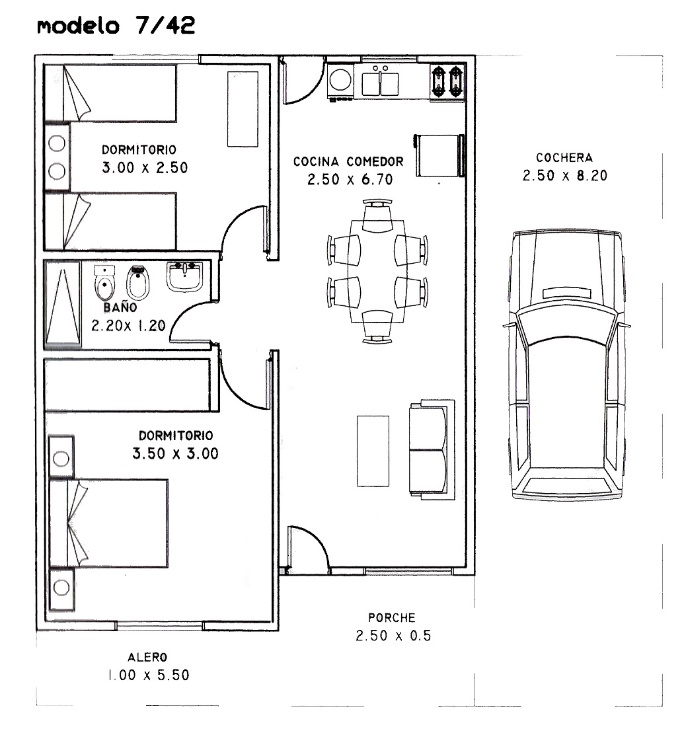 modelo 7/42
DORMITORIO
3.00 X 2.50
COCINA COMEDOR
2.50 X 6.70
COCHERA
2.50 X 8.20
BAÑO
2.20X 1.20
DORMITORIO
3.50 X 3.00
PORCHE
2.50 X 0.5
ALERO
1.00 X 5.50